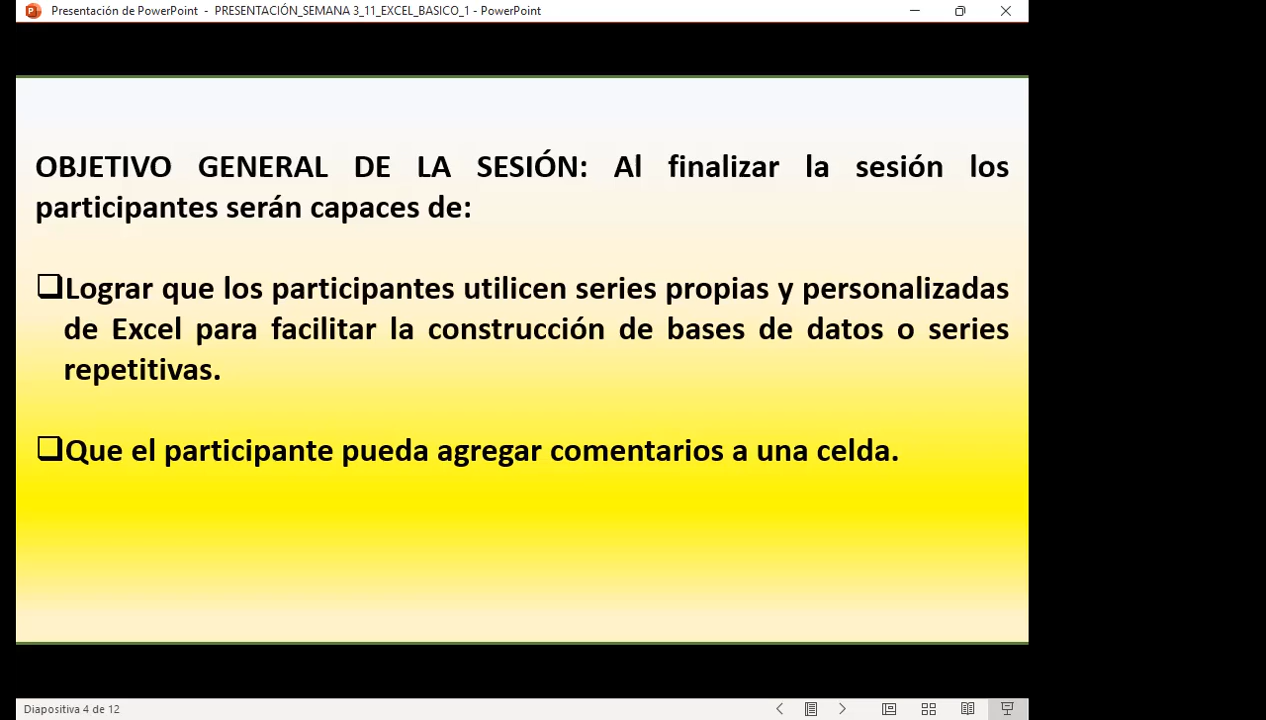 Presentación de PowerPoint - PRESENTACIÓN_SEMANA 3_11_EXCEL_BASICO_1 - PowerPoint
OBJETIVO GENERAL DE LA SESIÓN: Al finalizar la sesión los
participantes serán capaces de:
Lograr que los participantes utilicen series propias y personalizadas
de Excel para facilitar la construcción de bases de datos o series
repetitivas.
Que el participante pueda agregar comentarios a una celda.
Diapositiva 4 de 12